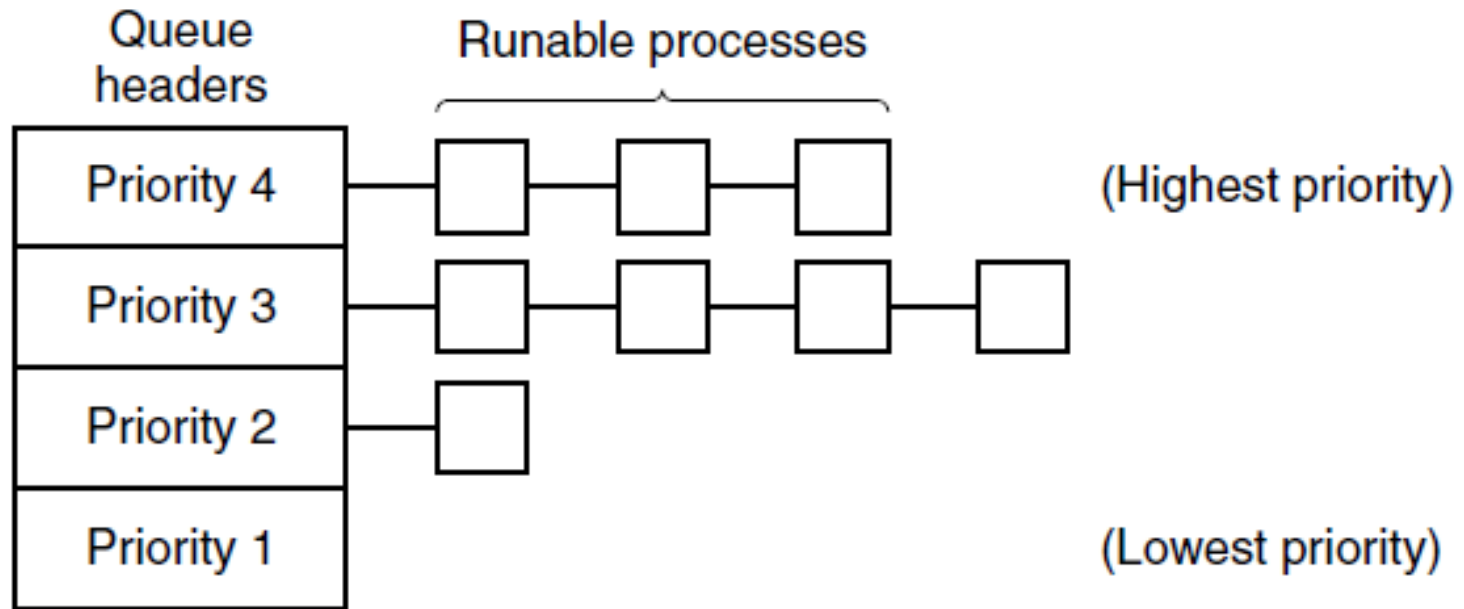 Queue
headers
Runable processes
Priority 4
(Highest priority)
Priority 3
Priority 2
Priority 1
(Lowest priority)